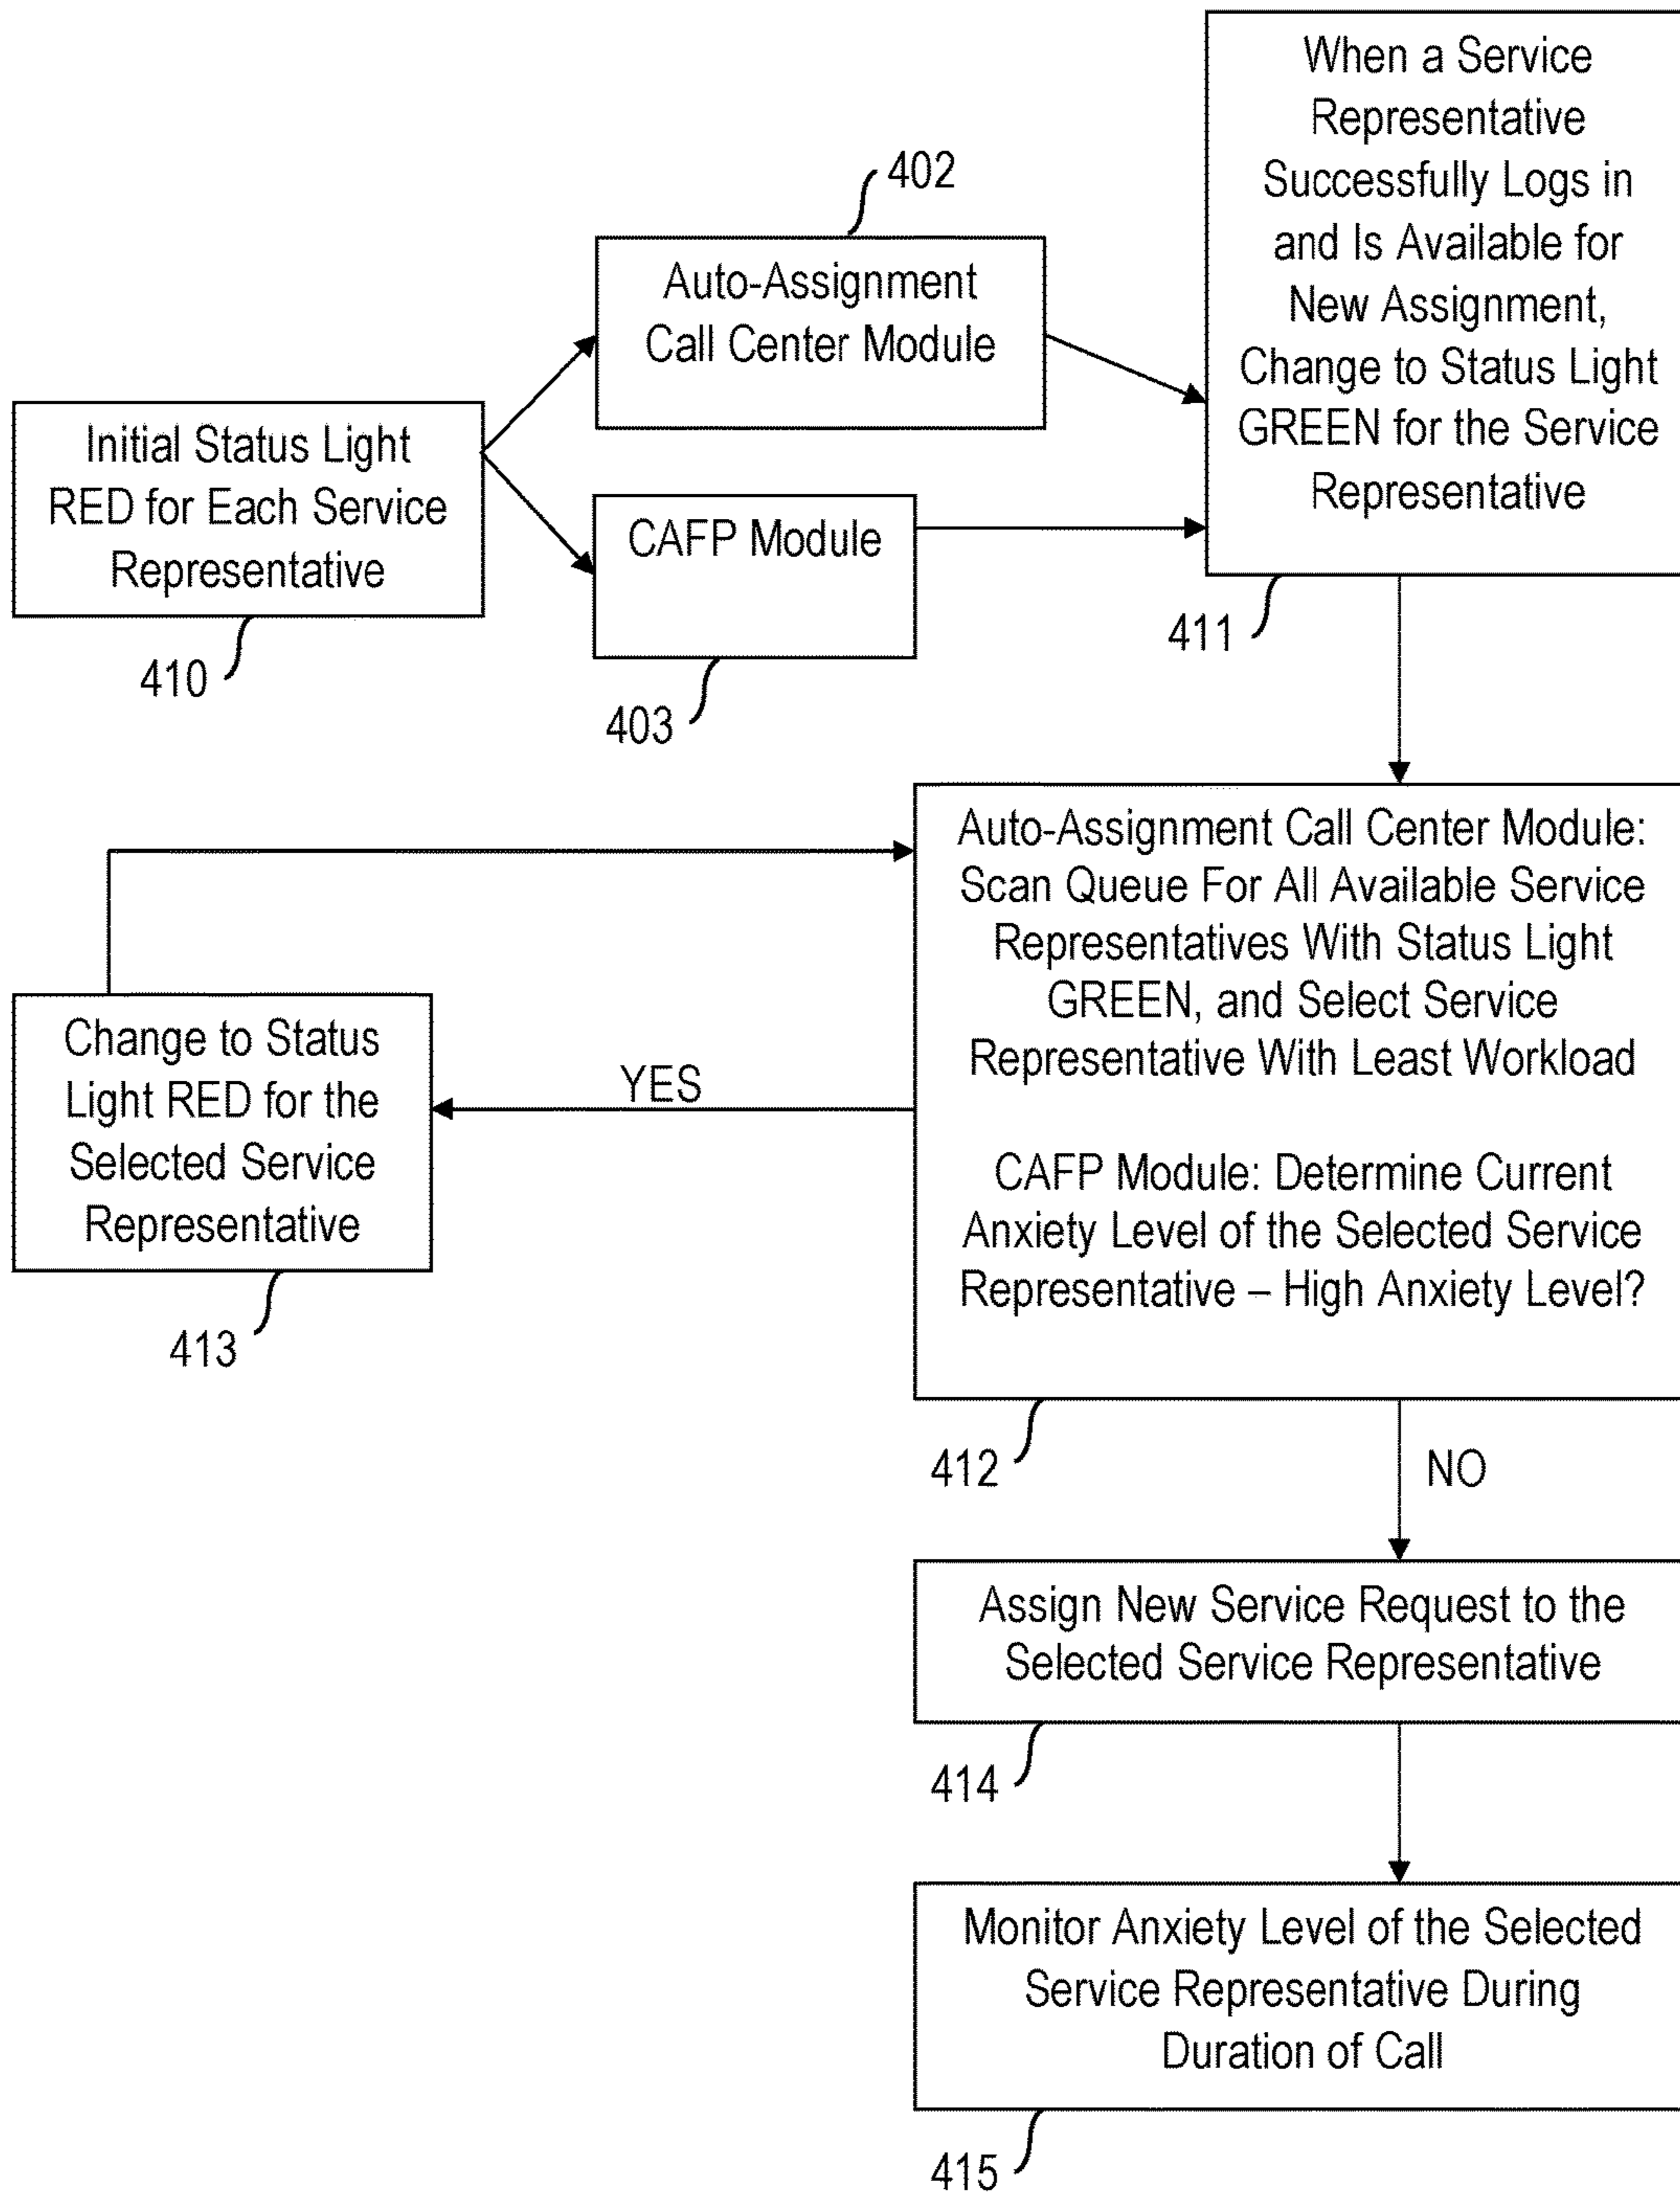 Initial Status Light
RED for Each Service
Representative
410
402
Auto-Assignment
Call Center Module
CAFP Module
403
When a Service
Representative
Successfully Logs in
and Is Available for
New Assignment,
Change to Status Light
GREEN for the Service
Representative
411
Auto-Assignment Call Center Module:
Scan Queue For All Available Service
Representatives With Status Light
GREEN, and Select Service
Representative With Least Workload
CAFP Module: Determine Current
Anxiety Level of the Selected Service
Representative – High Anxiety Level?
412
YES
Change to Status
Light RED for the
Selected Service
Representative
413
NO
Assign New Service Request to the
Selected Service Representative
414
Monitor Anxiety Level of the Selected
Service Representative During
Duration of Call
415